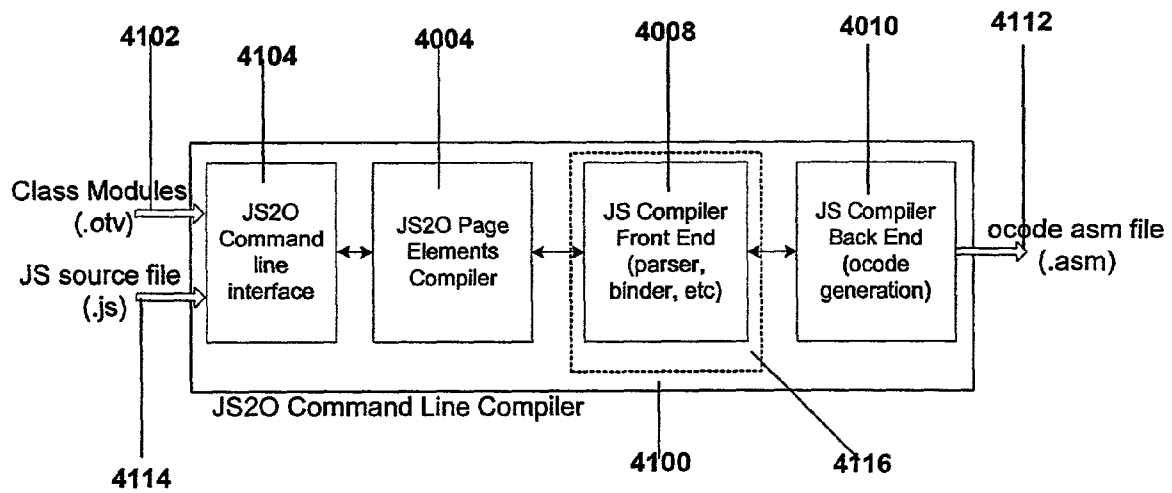 4102
4104
4004
4008
4010
4112
Class Modules
(.otv)
JS source file
(.js)
JS2O
Command
line
interface
JS2O Page
Elements
Compiler
JS Compiler
Front End
(parser,
binder, etc)
JS Compiler
Back End
(ocode
generation)
ocode asm file
(.asm)
JS2O Command Line Compiler
4114
4100
4116